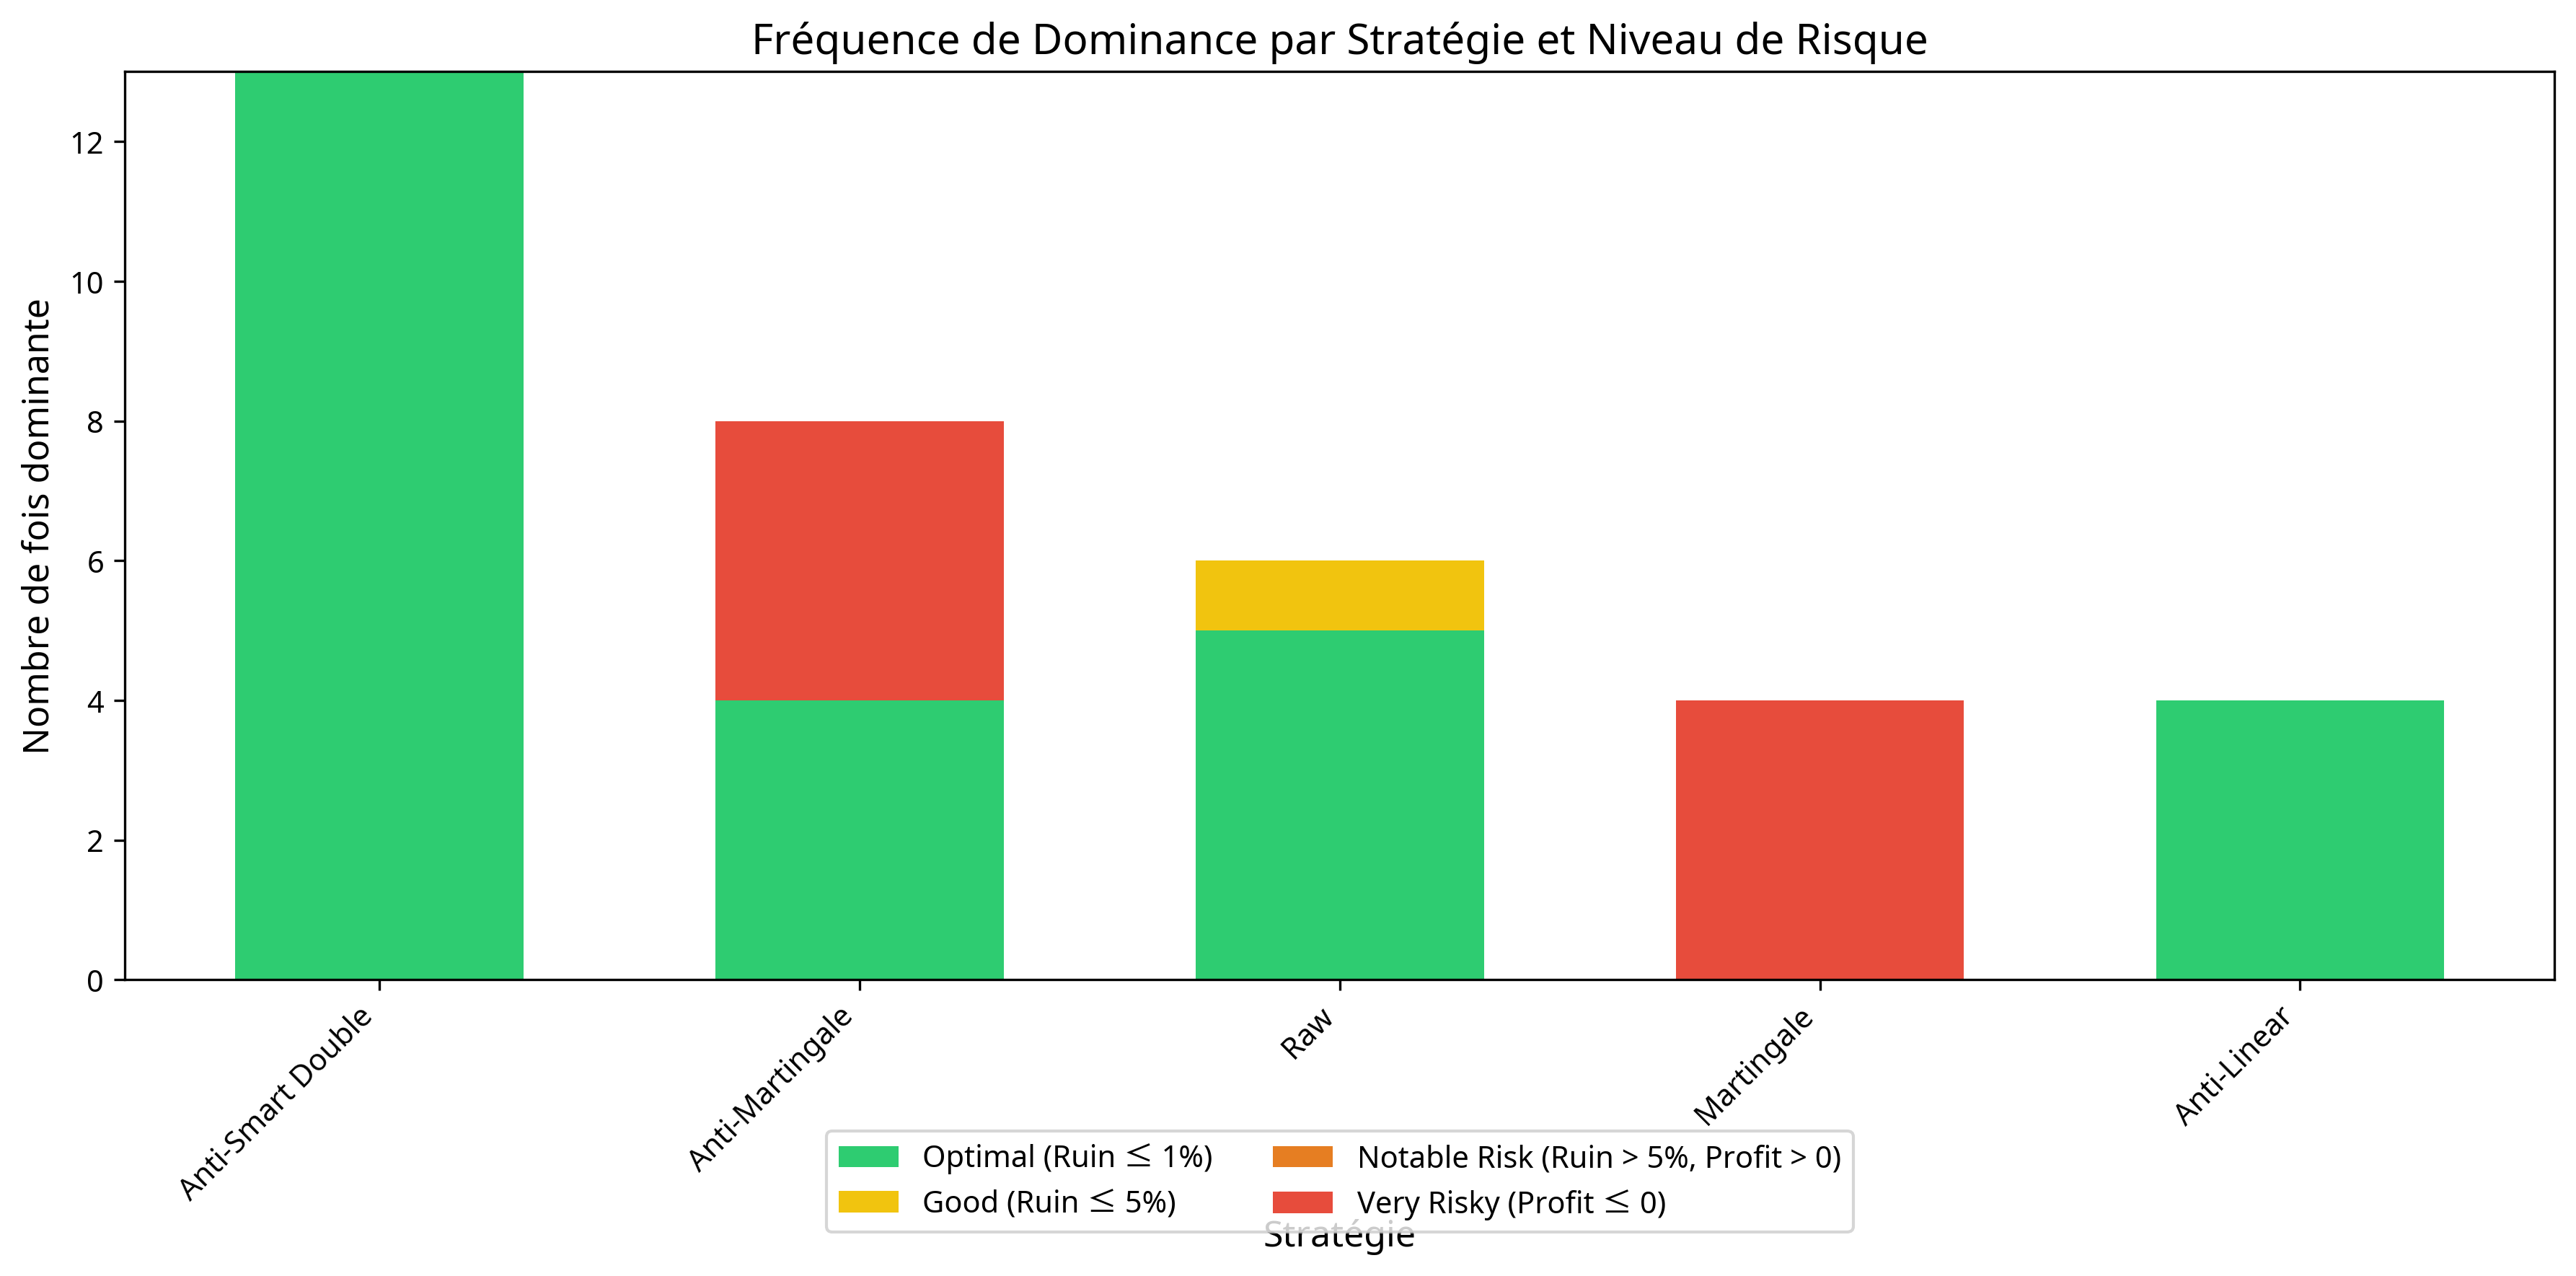 Fréquence de Dominance par Stratégie et Niveau de Risque
Nombre de fois dominante
12
10
8
6
4
2
0
Anti-Smart Double
Anti-Martingale
Raw
Martingale
Anti-Linear
Optimal (Ruin ≤ 1%)
Good (Ruin ≤ 5%)
Notable Risk (Ruin > 5%, Profit > 0)
Very Risky (Profit ≤ 0)
Stratégie